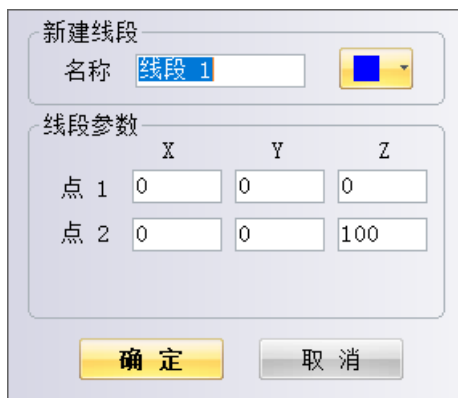 新建线段
名称 线段 1
线段参数
X Y Z
点 1 0 0 0
点 2 0 0 100
确 定 取 消